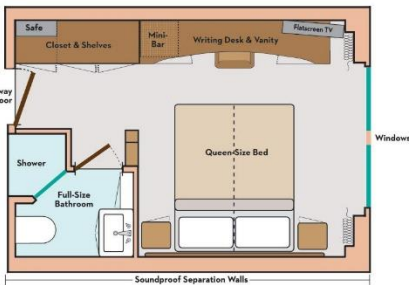 Safe
Closet & Shelves
Mini-
Bar
Writing Desk & Vanity
Flatscreen TV
way
oor
Shower
Full-Size
Bathroom
Queen-Size Bed
Windows
Soundproof Separation Walls